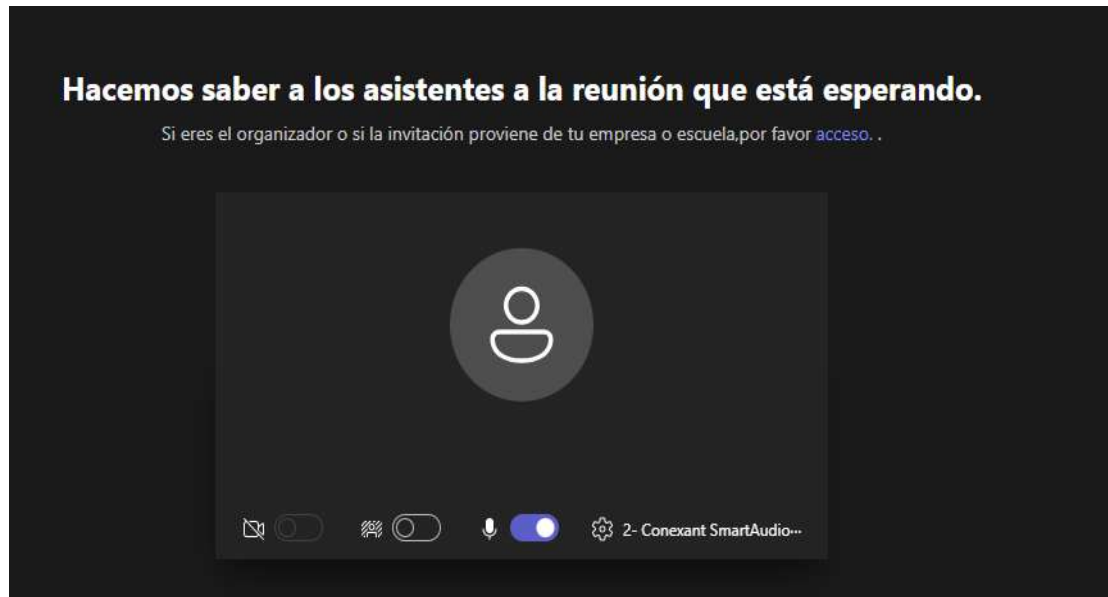 Hacemos saber a los asistentes a la reunión que está esperando.
Si eres el organizador o si la invitación proviene de tu empresa o escuela,por favor acceso. .
2- Conexant SmartAudio...